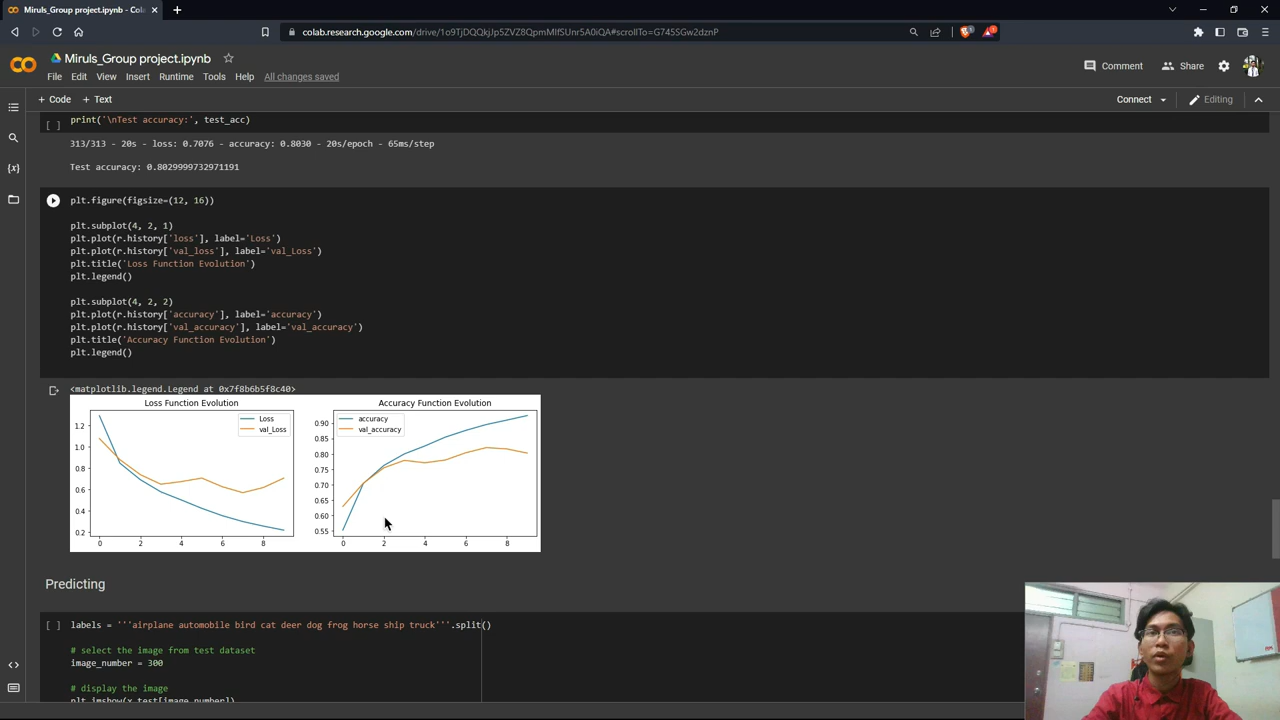 Miruls_Group project.ipynb - Cola
colab.research.google.com/drive/1o9TjDQQkjJp5ZVZ8QpmMIfSUnr5A0iQA#scrollTo=G745SGw2dznP
Miruls_Group project.ipynb
File Edit View Insert Runtime Tools Help All changes saved
Comment Share
+ Code + Text
Connect Editing
[ ] print('\nTest accuracy:', test_acc)
313/313 - 20s - loss: 0.7076 - accuracy: 0.8030 - 20s/epoch - 65ms/step
Test accuracy: 0.8029999732971191
plt.figure(figsize=(12, 16))
plt.subplot(4, 2, 1)
plt.plot(r.history['loss'], label='Loss')
plt.plot(r.history['val_loss'], label='val_Loss')
plt.title('Loss Function Evolution')
plt.legend()
plt.subplot(4, 2, 2)
plt.plot(r.history['accuracy'], label='accuracy')
plt.plot(r.history['val_accuracy'], label='val_accuracy')
plt.title('Accuracy Function Evolution')
plt.legend()
<matplotlib.legend.Legend at 0x7f8b6b5f8c40>
Loss Function Evolution
Loss
val_Loss
1.2
1.0
0.8
0.6
0.4
0.2
0 2 4 6 8
Accuracy Function Evolution
accuracy
val_accuracy
0.90
0.85
0.80
0.75
0.70
0.65
0.60
0.55
0 2 4 6 8
Predicting
[ ] labels = '''airplane automobile bird cat deer dog frog horse ship truck'''.split()
# select the image from test dataset
image_number = 300
# display the image
plt.imshow(x_test[image_number])